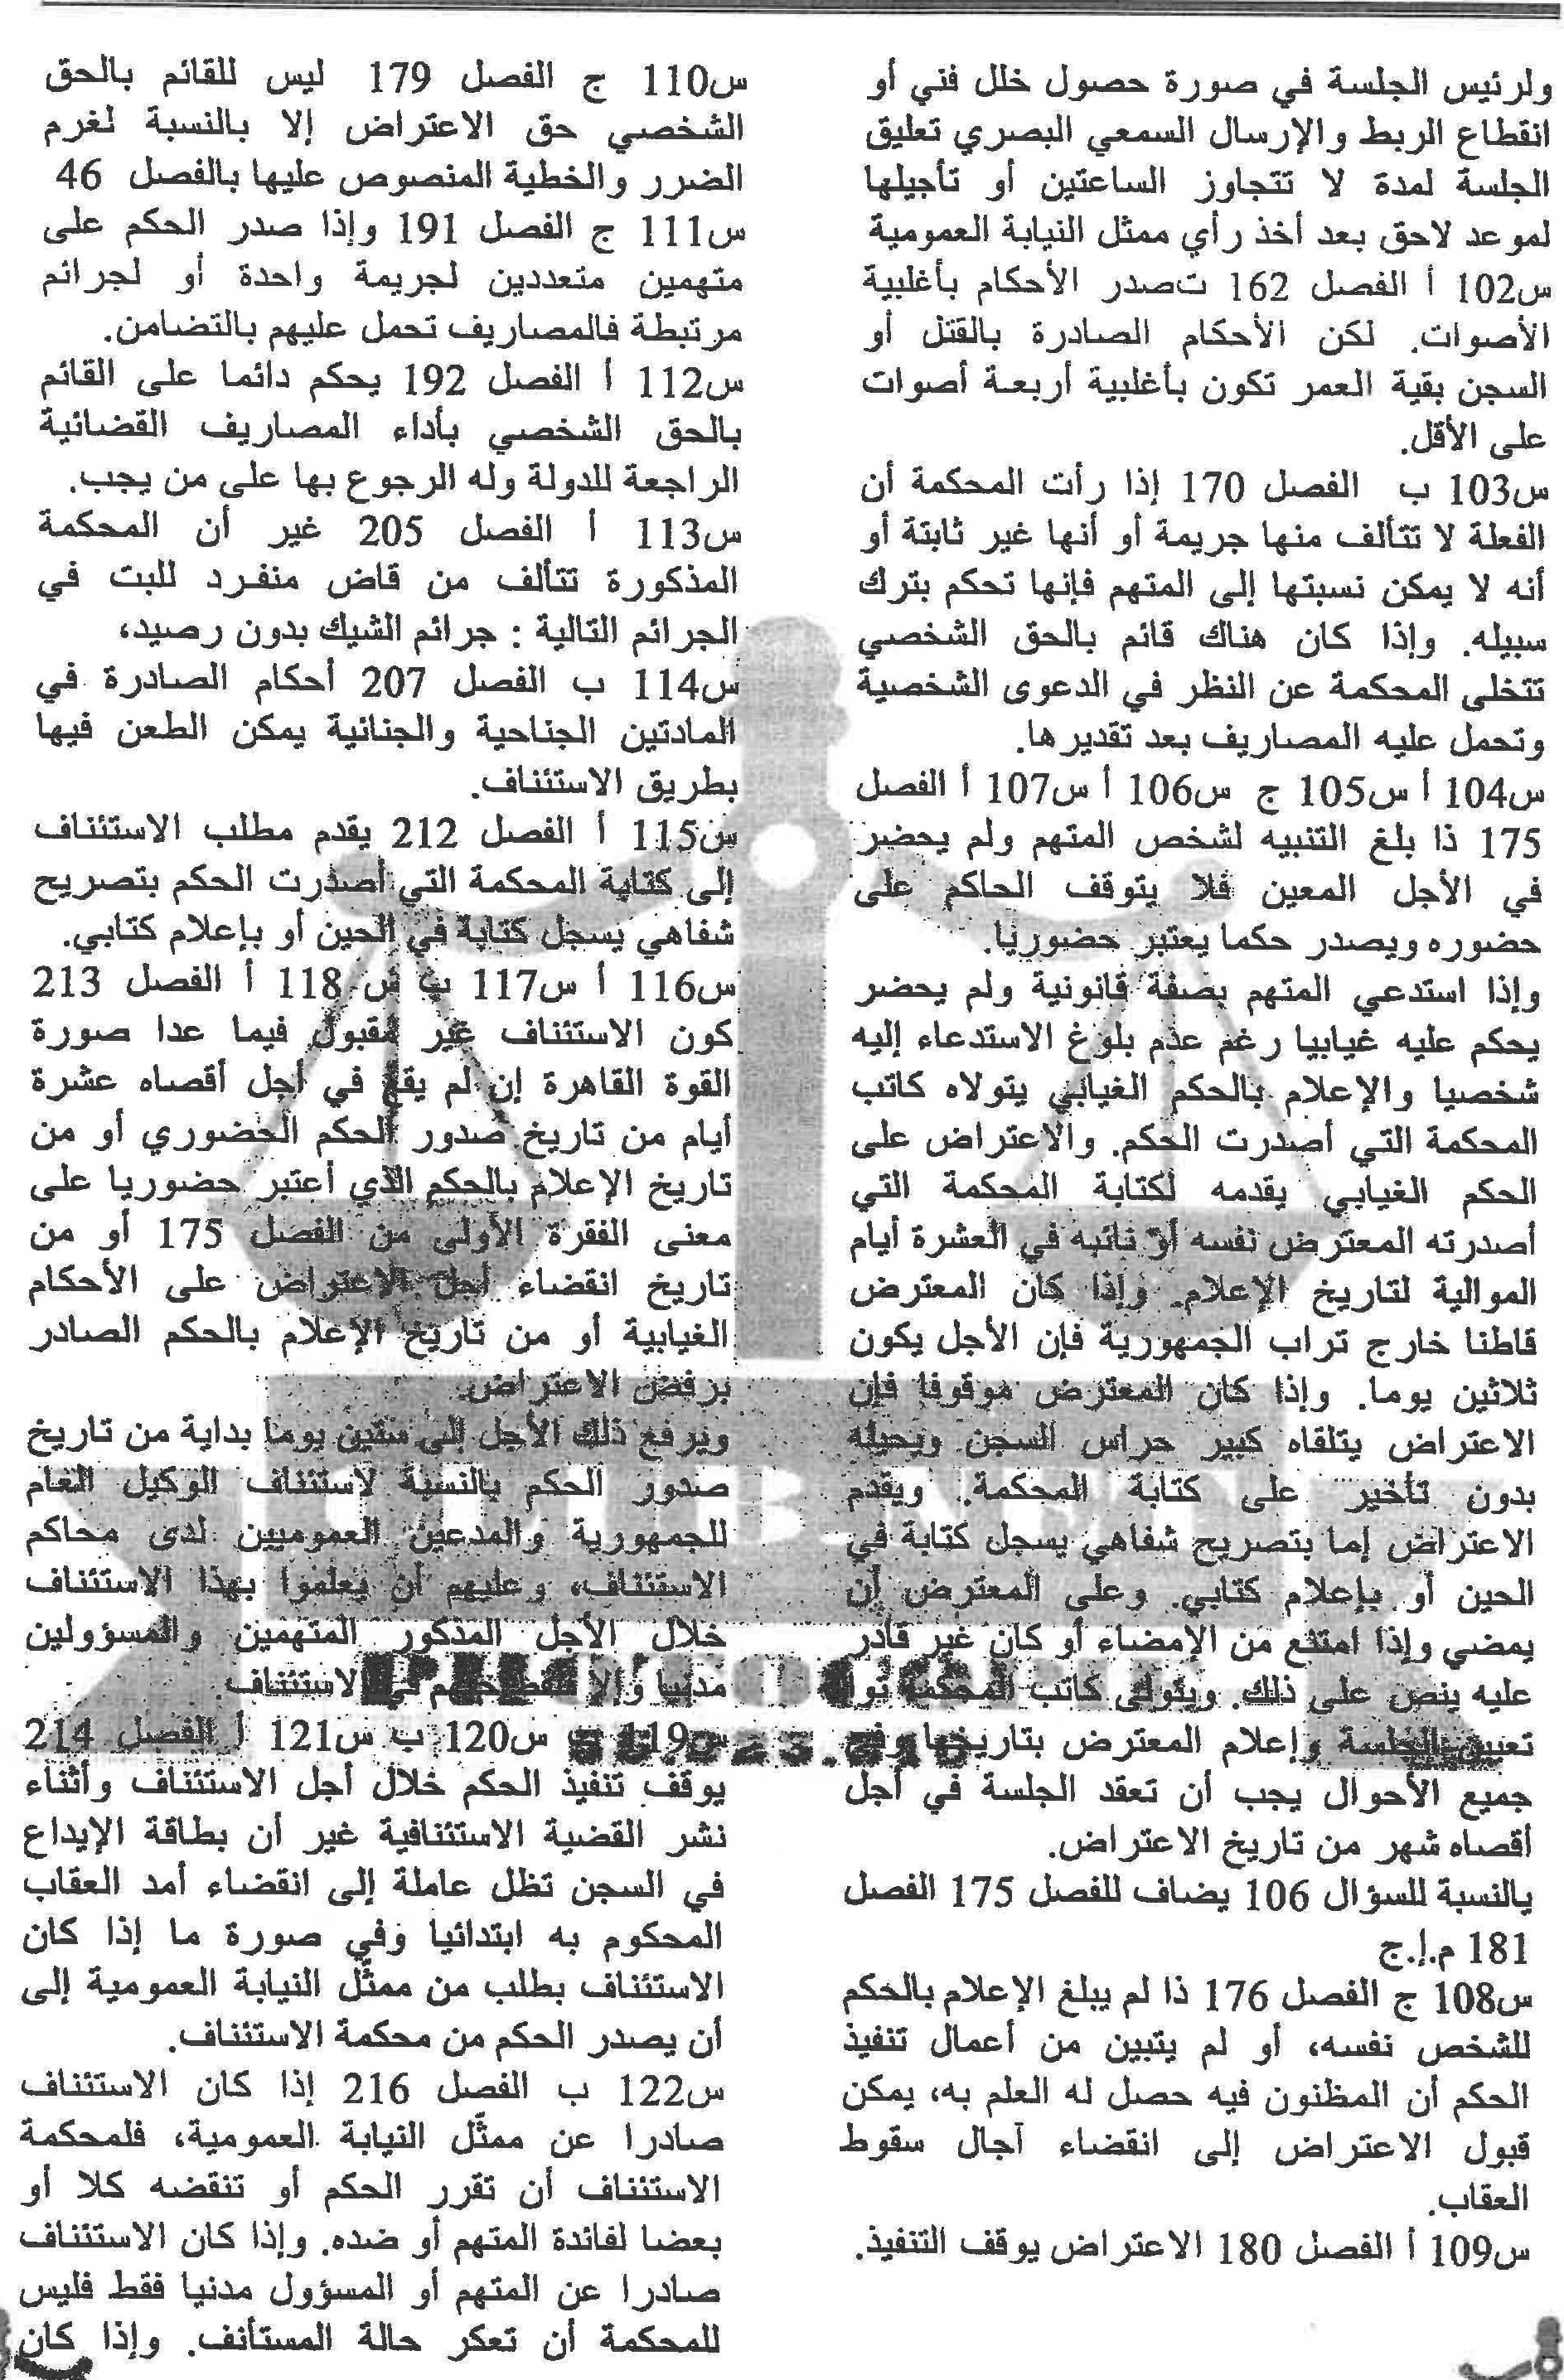 ولرئيس الجلسة في صورة حصول خلل فني أو
انقطاع الربط والإرسال السمعي البصري تعليق
الجلسة لمدة لا تتجاوز الساعتين أو تأجيلها
لموعد لاحق بعد أخذ رأي ممثل النيابة العمومية
س102 أ الفصل 162 تصدر الأحكام بأغلبية
الأصوات. لكن الأحكام الصادرة بالقتل أو
السجن بقية العمر تكون بأغلبية أربعة أصوات
على الأقل.
س103 ب الفصل 170 إذا رأت المحكمة أن
الفعلة لا تتألف منها جريمة أو أنها غير ثابتة أو
أنه لا يمكن نسبتها إلى المتهم فإنها تحكم بترك
سبيله. وإذا كان هناك قائم بالحق الشخصي
تتخلى المحكمة عن النظر في الدعوى الشخصية
وتحمل عليه المصاريف بعد تقديرها.
س104 أ س105 ج س106 أ س107 أ الفصل
175 ذا بلغ التنبيه لشخص المتهم ولم يحضر
في الأجل المعين فلا يتوقف الحاكم على
حضوره ويصدر حكما يعتبر حضوريا.
وإذا استدعي المتهم بصفة قانونية ولم يحضر
يحكم عليه غيابيا رغم عدم بلوغ الاستدعاء إليه
شخصيا والإعلام بالحكم الغيابي يتولاه كاتب
المحكمة التي أصدرت الحكم. والاعتراض على
الحكم الغيابي يقدمه لكتابة المحكمة التي
أصدرته المعترض نفسه أو نائبه في العشرة أيام
الموالية لتاريخ الإعلام. وإذا كان المعترض
قاطنا خارج تراب الجمهورية فإن الأجل يكون
ثلاثين يوما. وإذا كان المعترض موقوفا فإن
الاعتراض يتلقاه كبير حراس السجن ويحيله
بدون تأخير على كتابة المحكمة. ويقدم
الاعتراض إما بتصريح شفاهي يسجل كتابة في
الحين أو بإعلام كتابي. وعلى المعترض أن
يمضي وإذا امتنع من الإمضاء أو كان غير قادر
عليه ينص على ذلك. ويتولى كاتب المحكمة توا
تعيين الجلسة وإعلام المعترض بتاريخها وفي
جميع الأحوال يجب أن تعقد الجلسة في أجل
أقصاه شهر من تاريخ الاعتراض.
بالنسبة للسؤال 106 يضاف للفصل 175 الفصل
181 م.إ.ج
س108 ج الفصل 176 ذا لم يبلغ الإعلام بالحكم
للشخص نفسه، أو لم يتبين من أعمال تنفيذ
الحكم أن المظنون فيه حصل له العلم به، يمكن
قبول الاعتراض إلى انقضاء آجال سقوط
العقاب.
س109 أ الفصل 180 الاعتراض يوقف التنفيذ.
س110 ج الفصل 179 ليس للقائم بالحق
الشخصي حق الاعتراض إلا بالنسبة لغرم
الضرر والخطية المنصوص عليها بالفصل 46
س111 ج الفصل 191 وإذا صدر الحكم على
متهمين متعددين لجريمة واحدة أو لجرائم
مرتبطة فالمصاريف تحمل عليهم بالتضامن.
س112 أ الفصل 192 يحكم دائما على القائم
بالحق الشخصي بأداء المصاريف القضائية
الراجعة للدولة وله الرجوع بها على من يجب.
س113 أ الفصل 205 غير أن المحكمة
المذكورة تتألف من قاض منفرد للبت في
الجرائم التالية : جرائم الشيك بدون رصيد،
س114 ب الفصل 207 أحكام الصادرة في
المادتين الجناحية والجنائية يمكن الطعن فيها
بطريق الاستئناف.
س115 أ الفصل 212 يقدم مطلب الاستئناف
إلى كتابة المحكمة التي أصدرت الحكم بتصريح
شفاهي يسجل كتابة في الحين أو بإعلام كتابي.
س116 أ س117 ب س118 أ الفصل 213
كون الاستئناف غير مقبول فيما عدا صورة
القوة القاهرة إن لم يقع في أجل أقصاه عشرة
أيام من تاريخ صدور الحكم الحضوري أو من
تاريخ الإعلام بالحكم الذي أعتبر حضوريا على
معنى الفقرة الأولى من الفصل 175 أو من
تاريخ انقضاء أجل الاعتراض على الأحكام
الغيابية أو من تاريخ الإعلام بالحكم الصادر
برفض الاعتراض.
ويرفع ذلك الأجل إلى ستين يوما بداية من تاريخ
صدور الحكم بالنسبة لاستئناف الوكيل العام
للجمهورية والمدعين العموميين لدى محاكم
الاستئناف، وعليهم أن يعلموا بهذا الاستئناف
خلال الأجل المذكور المتهمين والمسؤولين
مدنيا وإلا سقط حقهم في الاستئناف.
س119 س120 ب س121 أ الفصل 214
يوقف تنفيذ الحكم خلال أجل الاستئناف وأثناء
نشر القضية الاستئنافية غير أن بطاقة الإيداع
في السجن تظل عاملة إلى انقضاء أمد العقاب
المحكوم به ابتدائيا وفي صورة ما إذا كان
الاستئناف بطلب من ممثّل النيابة العمومية إلى
أن يصدر الحكم من محكمة الاستئناف.
س122 ب الفصل 216 إذا كان الاستئناف
صادرا عن ممثّل النيابة العمومية، فلمحكمة
الاستئناف أن تقرر الحكم أو تنقضه كلا أو
بعضا لفائدة المتهم أو ضده. وإذا كان الاستئناف
صادرا عن المتهم أو المسؤول مدنيا فقط فليس
للمحكمة أن تعكر حالة المستأنف. وإذا كان